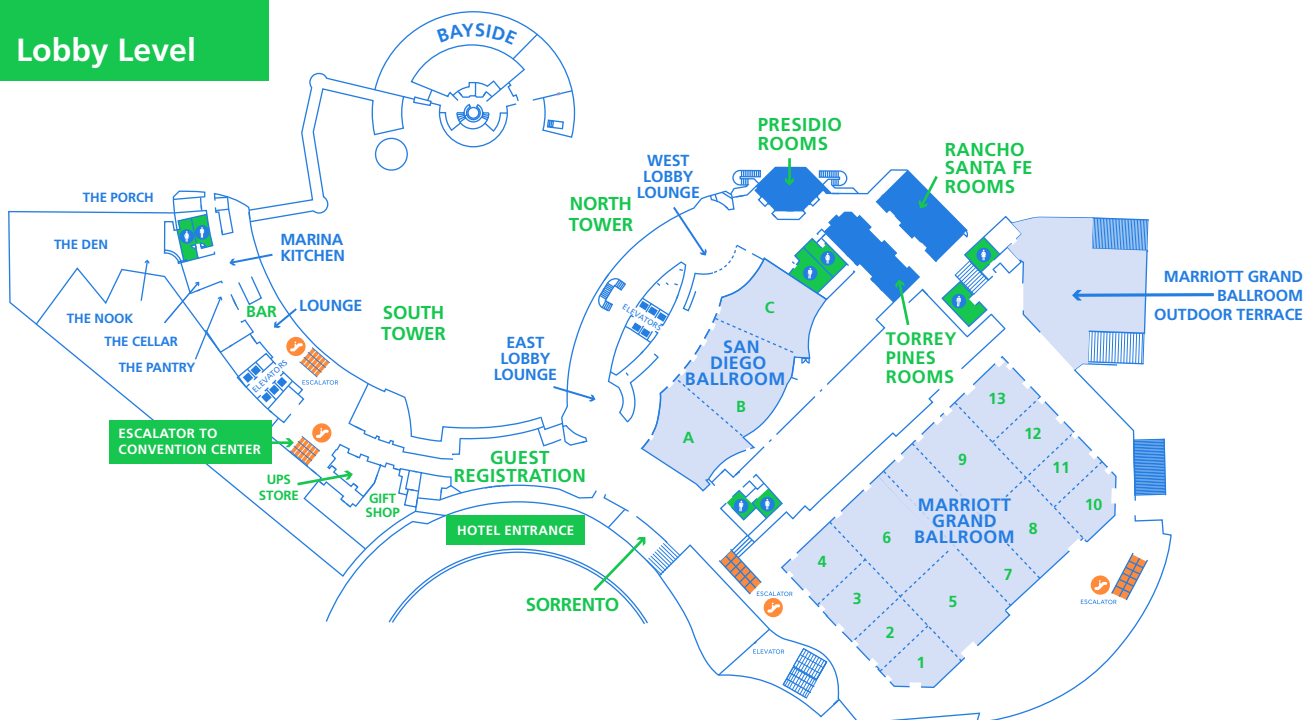 Lobby Level
BAYSIDE
PRESIDIO
ROOMS
RANCHO
SANTA FE
ROOMS
WEST
LOBBY
LOUNGE
NORTH
TOWER
THE PORCH
THE DEN
MARINA
KITCHEN
MARRIOTT GRAND
BALLROOM
OUTDOOR TERRACE
THE NOOK
BAR
LOUNGE
SOUTH
TOWER
ELEVATORS
C
THE CELLAR
THE PANTRY
ELEVATORS
ESCALATOR
EAST
LOBBY
LOUNGE
SAN
DIEGO
BALLROOM
B
A
TORREY
PINES
ROOMS
ESCALATOR TO
CONVENTION CENTER
UPS
STORE
GIFT
SHOP
GUEST
REGISTRATION
HOTEL ENTRANCE
SORRENTO
13
12
11
10
9
MARRIOTT
GRAND
BALLROOM
8
6
7
4
5
3
2
1
ESCALATOR
ESCALATOR
ELEVATOR